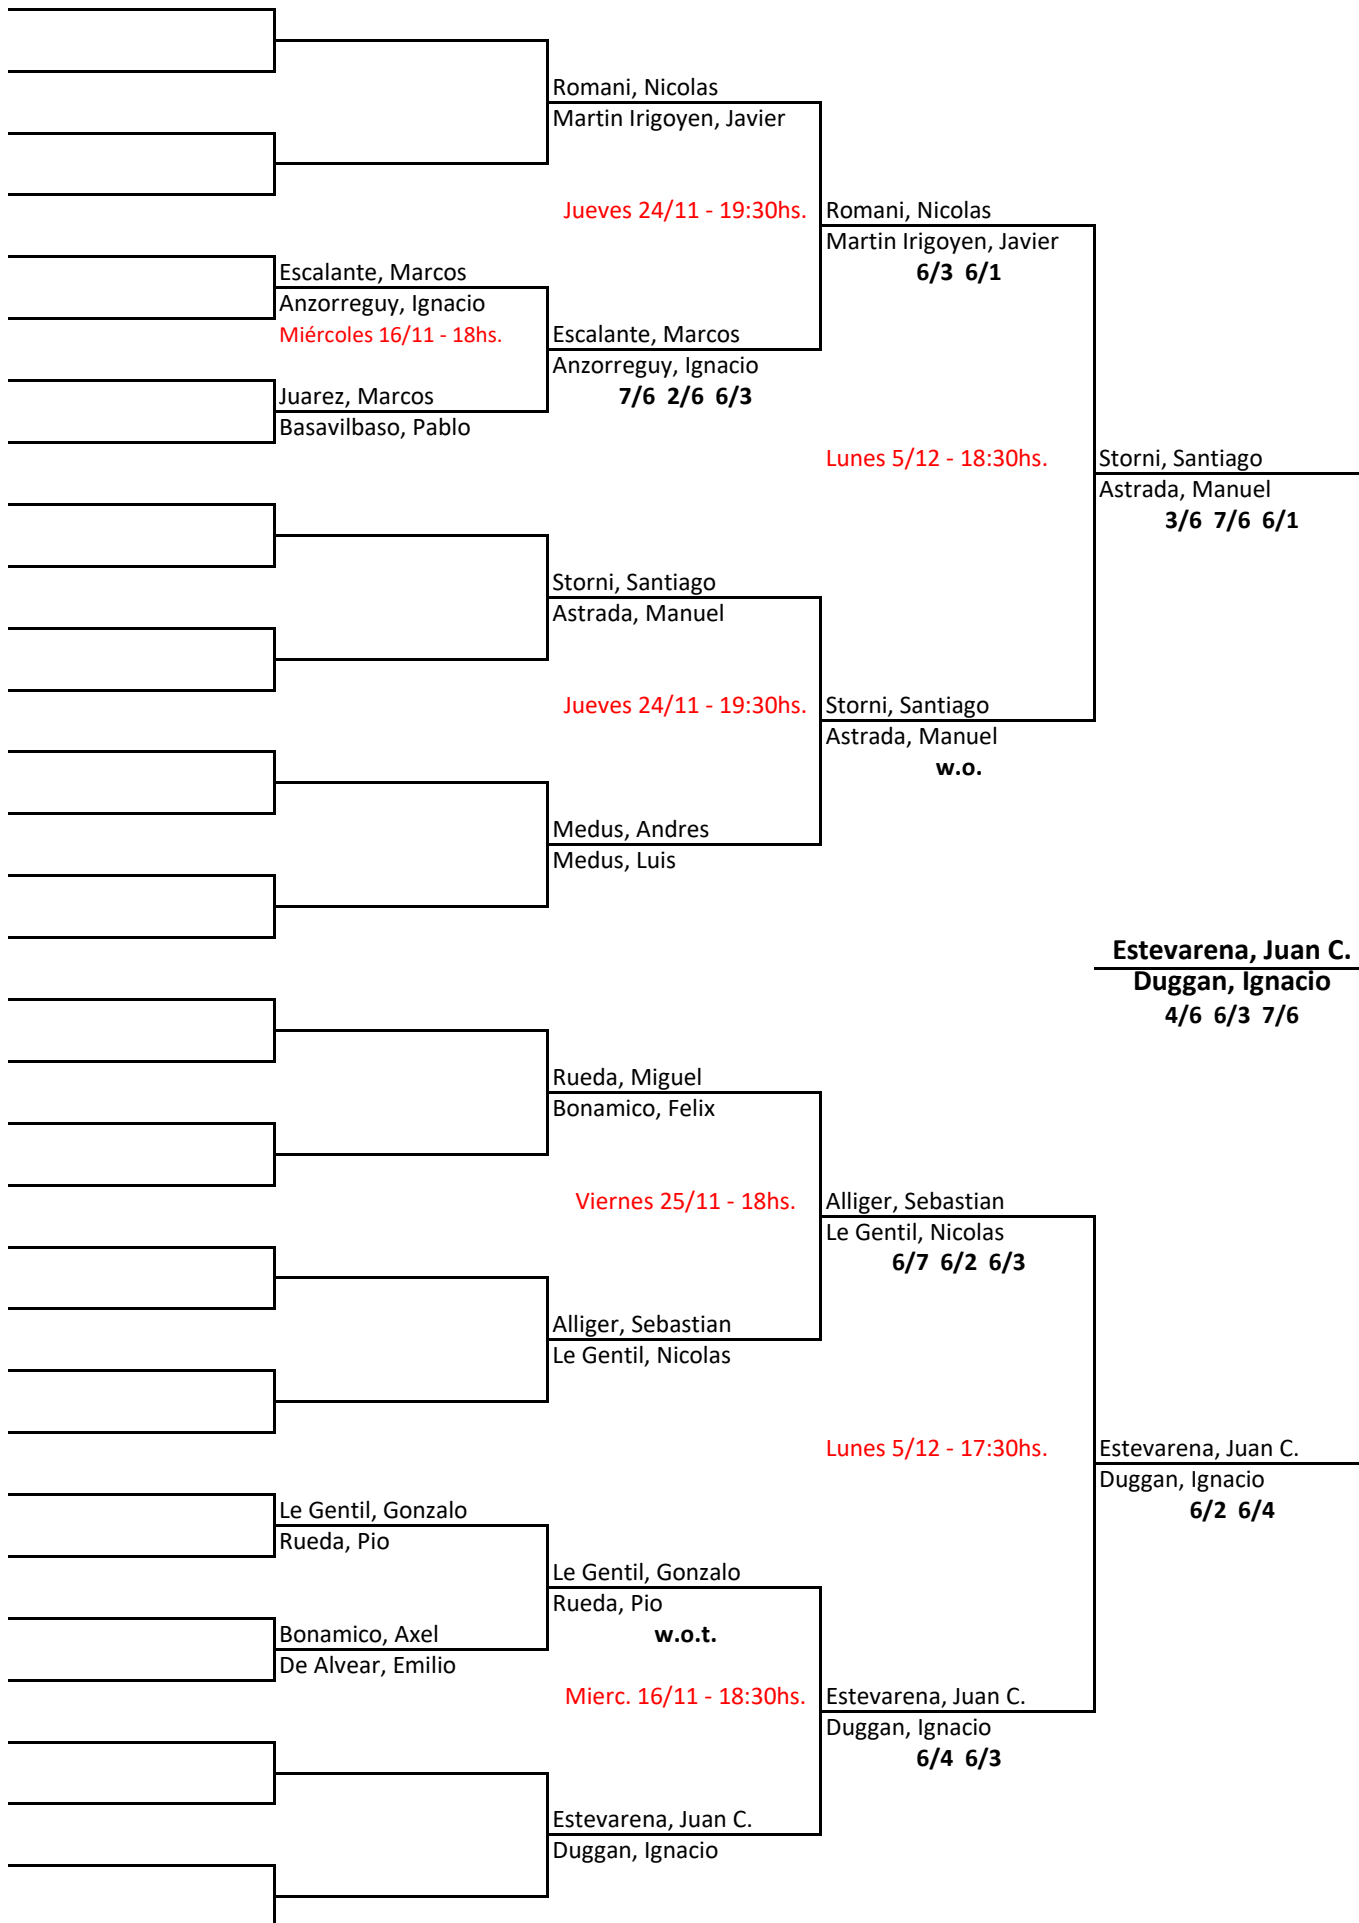 Romani, Nicolas
Martin Irigoyen, Javier
Jueves 24/11 - 19:30hs.
Romani, Nicolas
Martin Irigoyen, Javier
6/3 6/1
Escalante, Marcos
Anzorreguy, Ignacio
Miércoles 16/11 - 18hs.
Escalante, Marcos
Anzorreguy, Ignacio
7/6 2/6 6/3
Juarez, Marcos
Basavilbaso, Pablo
Lunes 5/12 - 18:30hs.
Storni, Santiago
Astrada, Manuel
3/6 7/6 6/1
Storni, Santiago
Astrada, Manuel
Jueves 24/11 - 19:30hs.
Storni, Santiago
Astrada, Manuel
w.o.
Medus, Andres
Medus, Luis
Estevarena, Juan C.
Duggan, Ignacio
4/6 6/3 7/6
Rueda, Miguel
Bonamico, Felix
Viernes 25/11 - 18hs.
Alliger, Sebastian
Le Gentil, Nicolas
6/7 6/2 6/3
Alliger, Sebastian
Le Gentil, Nicolas
Lunes 5/12 - 17:30hs.
Estevarena, Juan C.
Duggan, Ignacio
6/2 6/4
Le Gentil, Gonzalo
Rueda, Pio
Le Gentil, Gonzalo
Rueda, Pio
w.o.t.
Bonamico, Axel
De Alvear, Emilio
Mierc. 16/11 - 18:30hs.
Estevarena, Juan C.
Duggan, Ignacio
6/4 6/3
Estevarena, Juan C.
Duggan, Ignacio